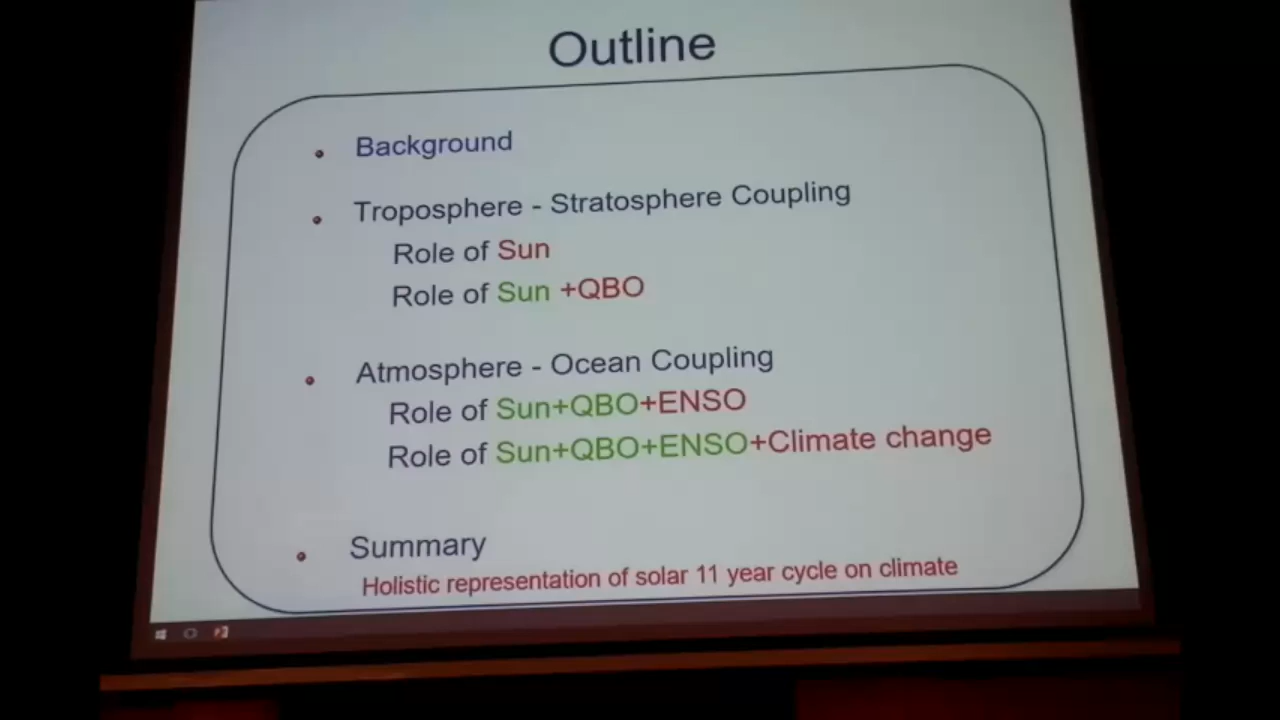 Outline
Background
Troposphere - Stratosphere Coupling
Role of Sun
Role of Sun +QBO
Atmosphere - Ocean Coupling
Role of Sun+QBO+ENSO
Role of Sun+QBO+ENSO+Climate change
Summary
Holistic representation of solar 11 year cycle on climate